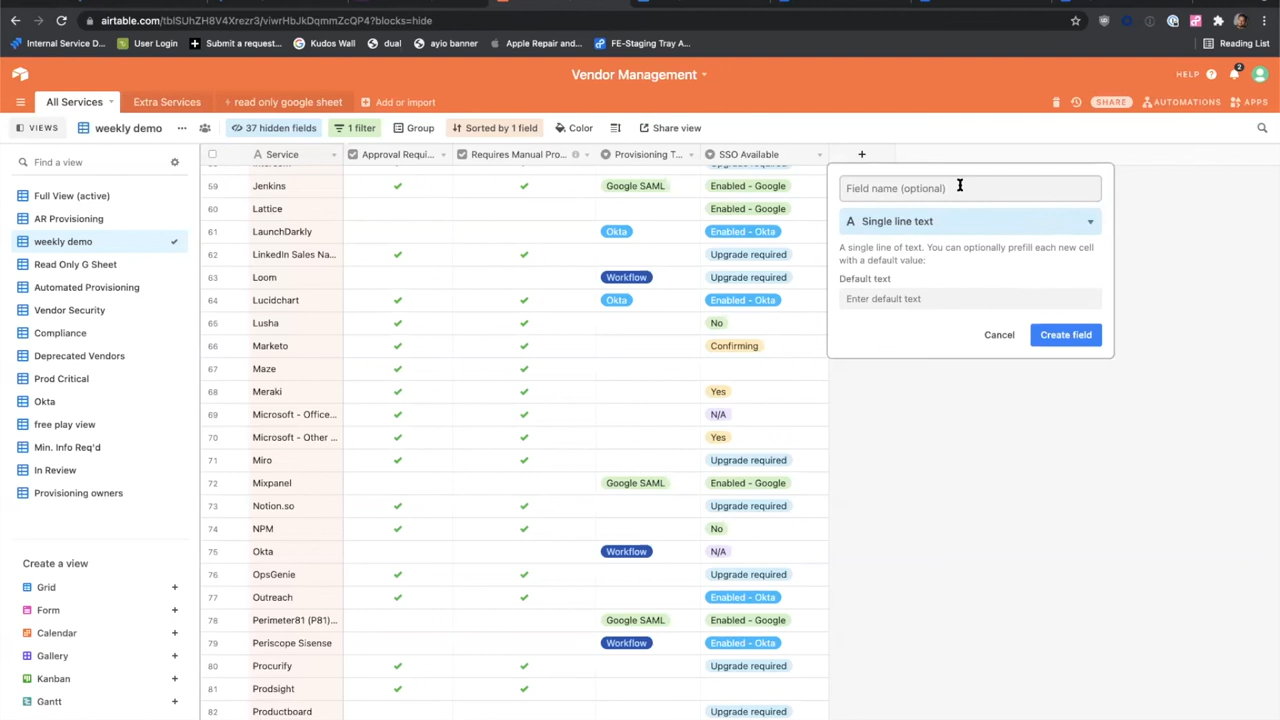 airtable.com/tblSUhZH8V4Xrezr3/viwrHbJkDqmmZcQP4?blocks=hide
Internal Service D... User Login Submit a request... Kudos Wall dual ayio banner Apple Repair and... FE-Staging Tray A... Reading List
Vendor Management
HELP 2
All Services Extra Services read only google sheet Add or import SHARE AUTOMATIONS APPS
VIEWS weekly demo 37 hidden fields 1 filter Group Sorted by 1 field Color Share view
Find a view
Full View (active)
AR Provisioning
weekly demo
Read Only G Sheet
Automated Provisioning
Vendor Security
Compliance
Deprecated Vendors
Prod Critical
Okta
free play view
Min. Info Req'd
In Review
Provisioning owners
Create a view
Grid
Form
Calendar
Gallery
Kanban
Gantt
Service Approval Requi... Requires Manual Pro... Provisioning T... SSO Available
59 Jenkins Google SAML Enabled - Google
60 Lattice Enabled - Google
61 LaunchDarkly Okta Enabled - Okta
62 LinkedIn Sales Na... Upgrade required
63 Loom Workflow Upgrade required
64 Lucidchart Okta Enabled - Okta
65 Lusha No
66 Marketo Confirming
67 Maze
68 Meraki Yes
69 Microsoft - Office... N/A
70 Microsoft - Other ... Yes
71 Miro Upgrade required
72 Mixpanel Google SAML Enabled - Google
73 Notion.so Upgrade required
74 NPM No
75 Okta Workflow N/A
76 OpsGenie Upgrade required
77 Outreach Enabled - Okta
78 Perimeter81 (P81)... Google SAML Enabled - Google
79 Periscope Sisense Workflow Enabled - Okta
80 Procurify Upgrade required
81 Prodsight
82 Productboard Upgrade required
Field name (optional)
Single line text
A single line of text. You can optionally prefill each new cell
with a default value:
Default text
Enter default text
Cancel Create field